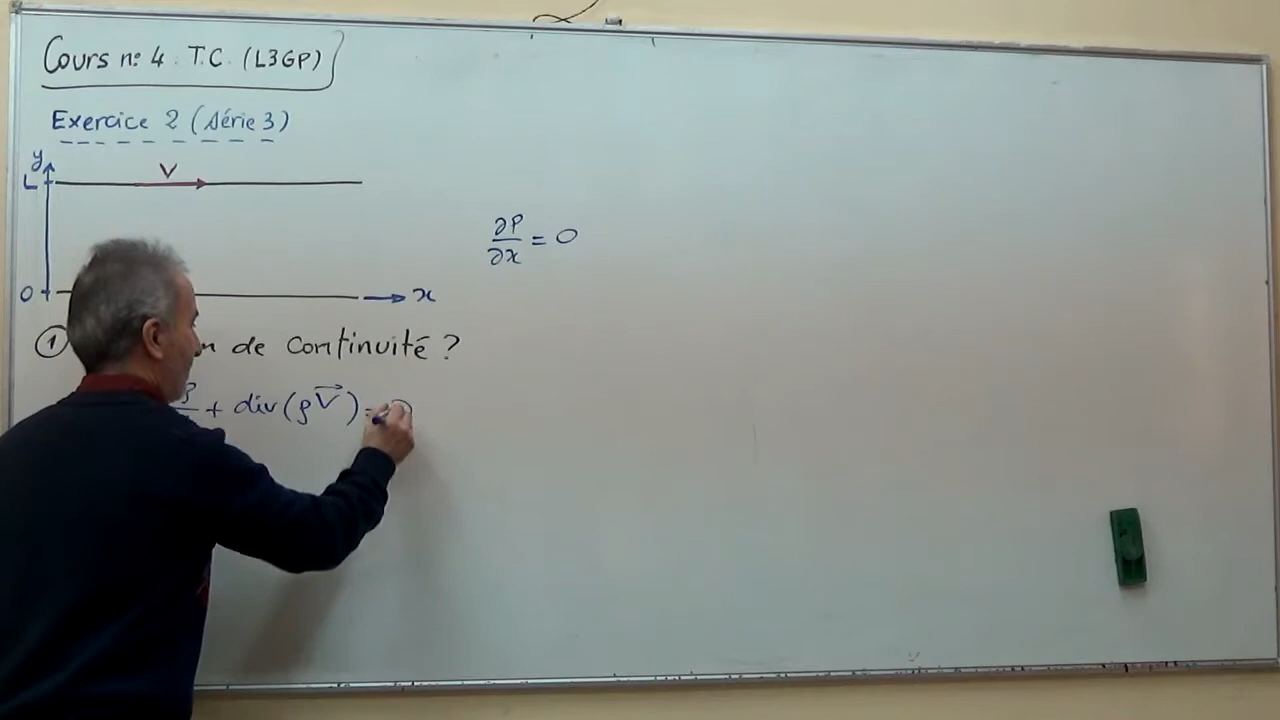 Cours n° 4. T.C. (L3GP)
Exercice 2 (série 3)
y
L
V
0
x
∂P/∂x = 0
① n de continuité ?
+ div(ρV⃗) =